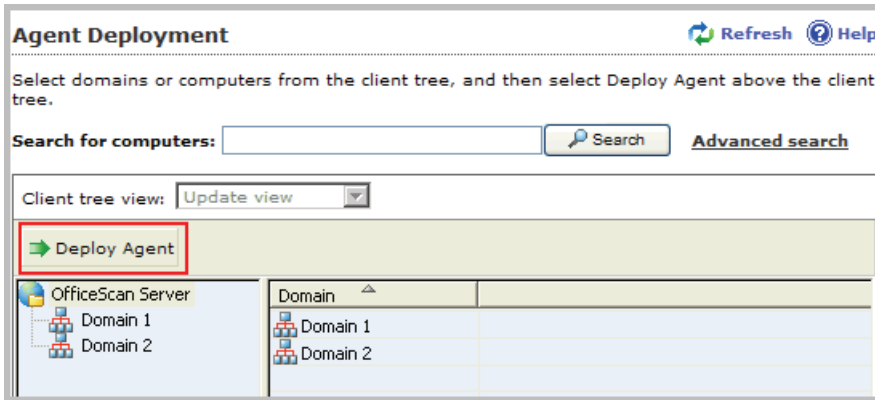 Agent Deployment
Refresh
Help
Select domains or computers from the client tree, and then select Deploy Agent above the client
tree.
Search for computers:
Search
Advanced search
Client tree view:
Update view
Deploy Agent
OfficeScan Server
Domain 1
Domain 2
Domain
Domain 1
Domain 2